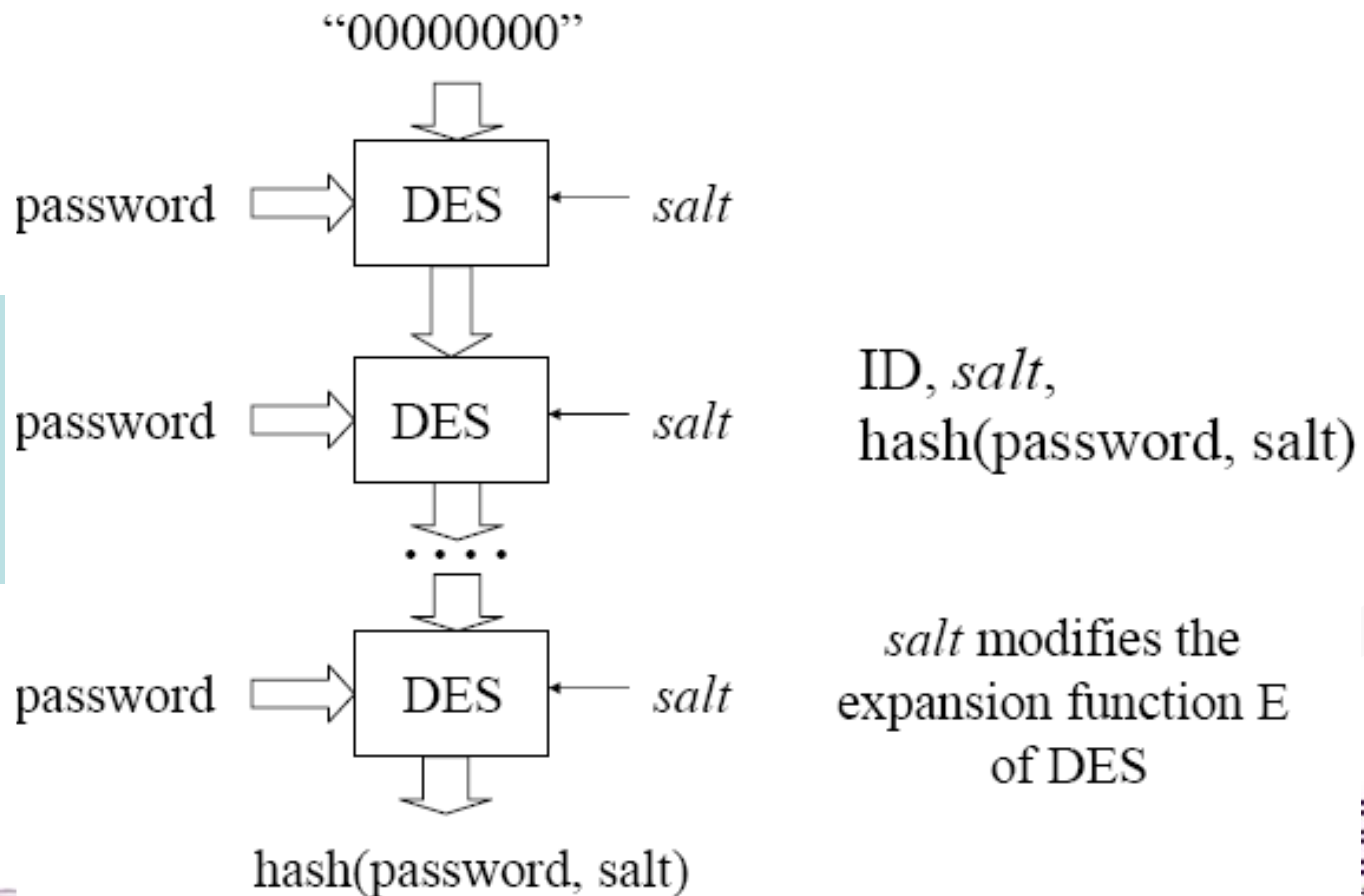 “00000000”
password DES salt
password DES salt
ID, salt,
hash(password, salt)
• • • •
password DES salt
salt modifies the
expansion function E
of DES
hash(password, salt)